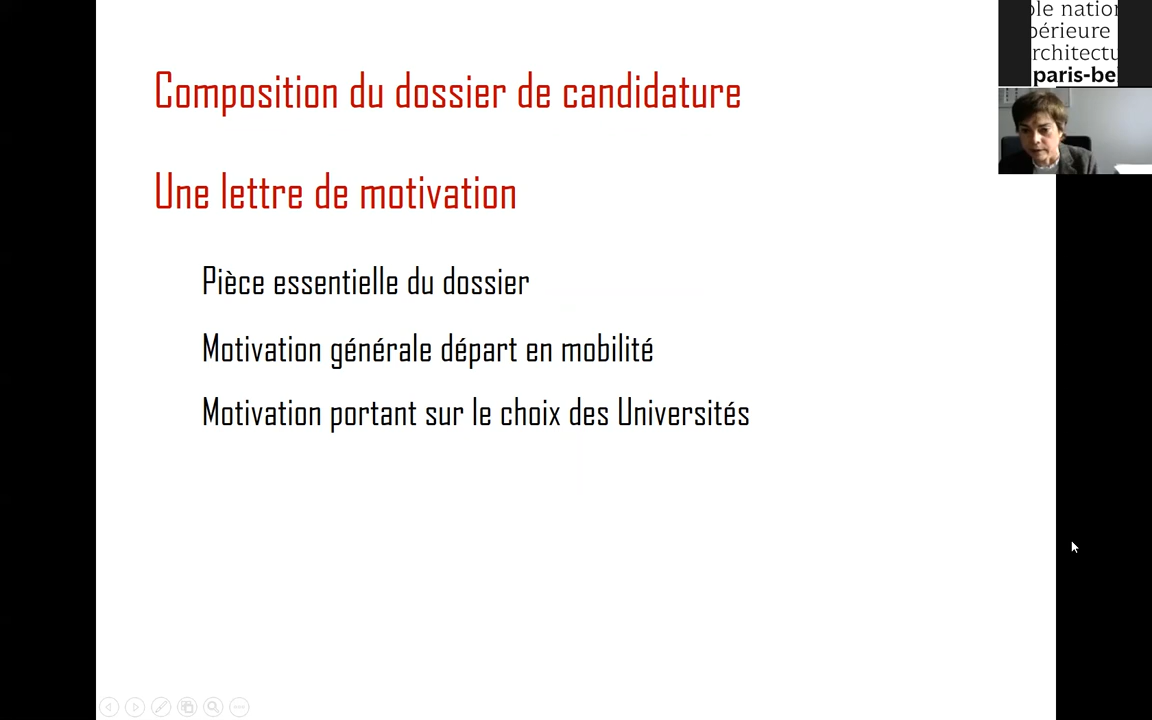 Composition du dossier de candidature
Une lettre de motivation
Pièce essentielle du dossier
Motivation générale départ en mobilité
Motivation portant sur le choix des Universités
ole nation
périeure
rchitectu
paris-be